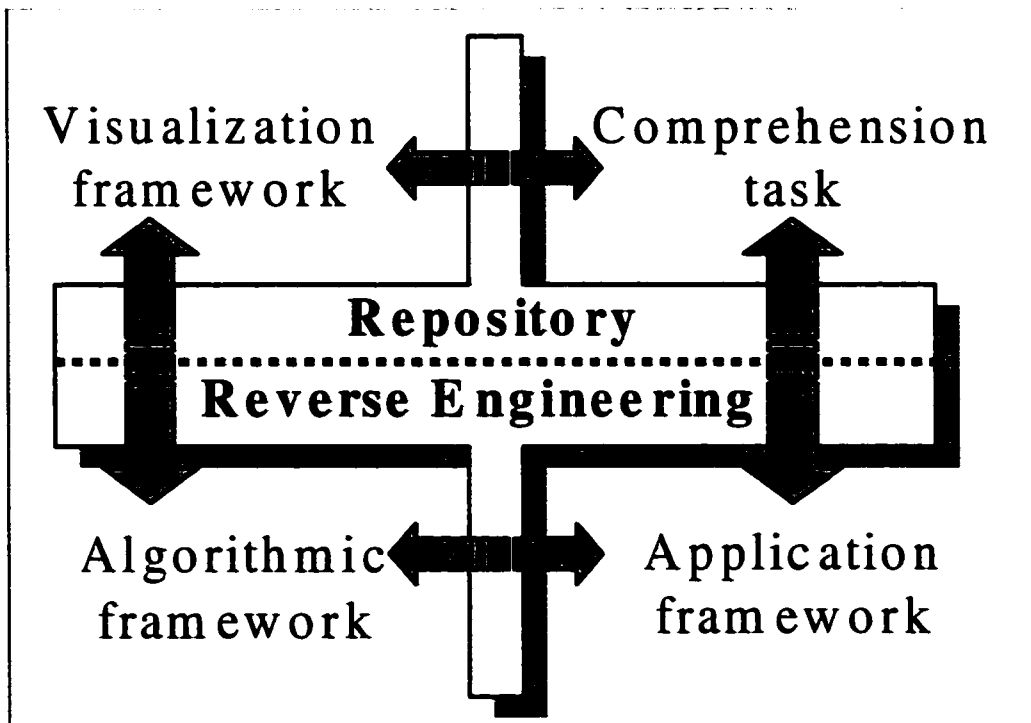 Visualization
framework
Comprehension
task
Repository
Reverse Engineering
Algorithmic
framework
Application
framework